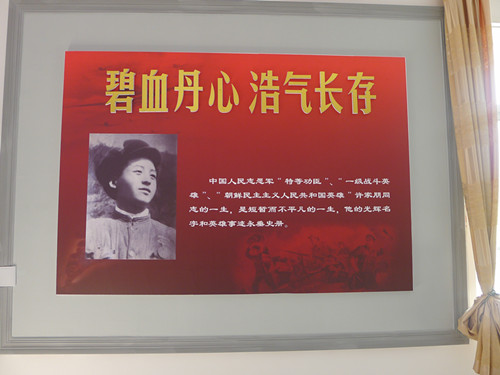 碧血丹心 浩气长存
中国人民志愿军"特等功臣"、"一级战斗英
雄"、"朝鲜民主主义人民共和国英雄"许家朋同
志的一生，是短暂而不平凡的一生，他的光辉名
字和英雄事迹永垂史册。